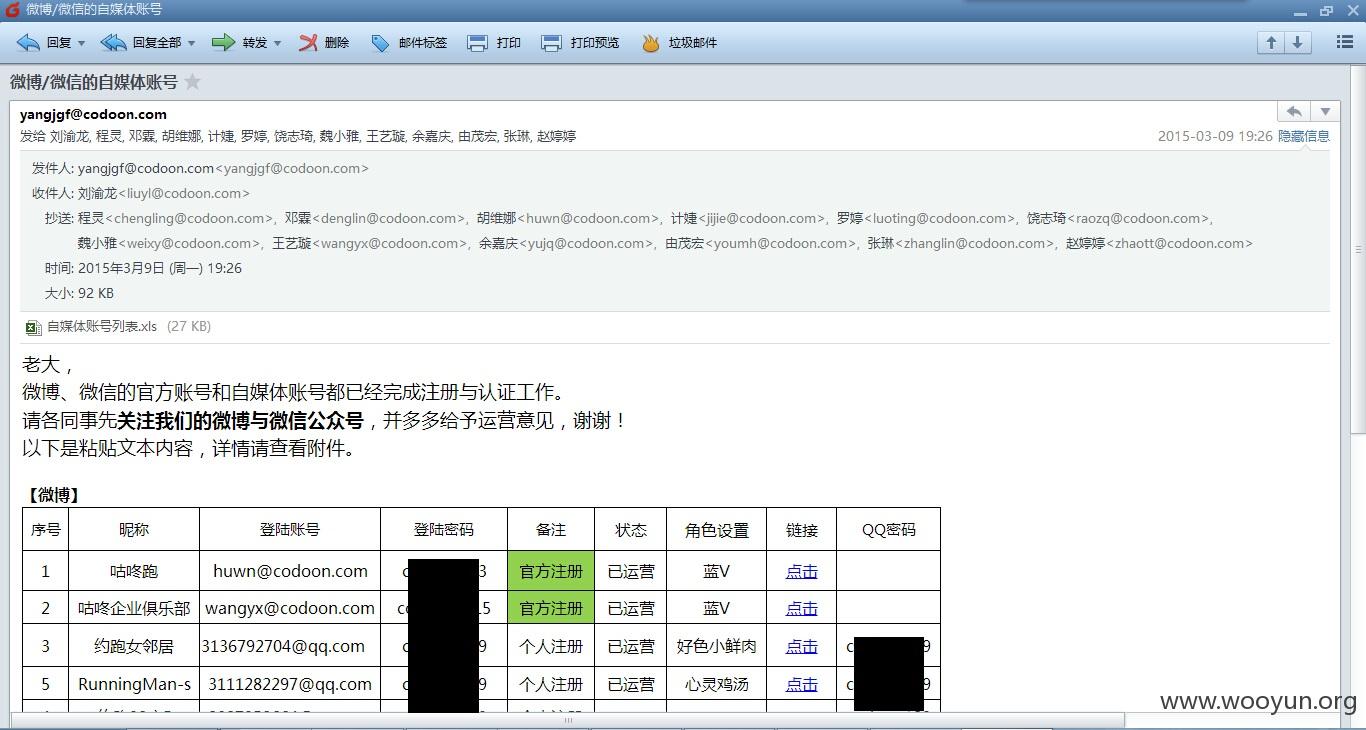 微博/微信的自媒体账号
回复 回复全部 转发 删除 邮件标签 打印 打印预览 垃圾邮件
微博/微信的自媒体账号
yangjgf@codoon.com
发给 刘渝龙, 程灵, 邓霖, 胡维娜, 计婕, 罗婷, 饶志琦, 魏小雅, 王艺璇, 余嘉庆, 由茂宏, 张琳, 赵婷婷 2015-03-09 19:26 隐藏信息
发件人: yangjgf@codoon.com<yangjgf@codoon.com>
收件人: 刘渝龙<liuyl@codoon.com>
抄送: 程灵<chengling@codoon.com>, 邓霖<denglin@codoon.com>, 胡维娜<huwn@codoon.com>, 计婕<jijie@codoon.com>, 罗婷<luoting@codoon.com>, 饶志琦<raozq@codoon.com>,
魏小雅<weixy@codoon.com>, 王艺璇<wangyx@codoon.com>, 余嘉庆<yujq@codoon.com>, 由茂宏<youmh@codoon.com>, 张琳<zhanglin@codoon.com>, 赵婷婷<zhaott@codoon.com>
时间: 2015年3月9日 (周一) 19:26
大小: 92 KB
自媒体账号列表.xls (27 KB)
老大，
微博、微信的官方账号和自媒体账号都已经完成注册与认证工作。
请各同事先关注我们的微博与微信公众号，并多多给予运营意见，谢谢！
以下是粘贴文本内容，详情请查看附件。
【微博】
序号 昵称 登陆账号 登陆密码 备注 状态 角色设置 链接 QQ密码
1 咕咚跑 huwn@codoon.com c 3 官方注册 已运营 蓝V 点击
2 咕咚企业俱乐部 wangyx@codoon.com co 15 官方注册 已运营 蓝V 点击
3 约跑女邻居 3136792704@qq.com c 9 个人注册 已运营 好色小鲜肉 点击 c 9
5 RunningMan-s 3111282297@qq.com c 9 个人注册 已运营 心灵鸡汤 点击 c 9
www.wooyun.org